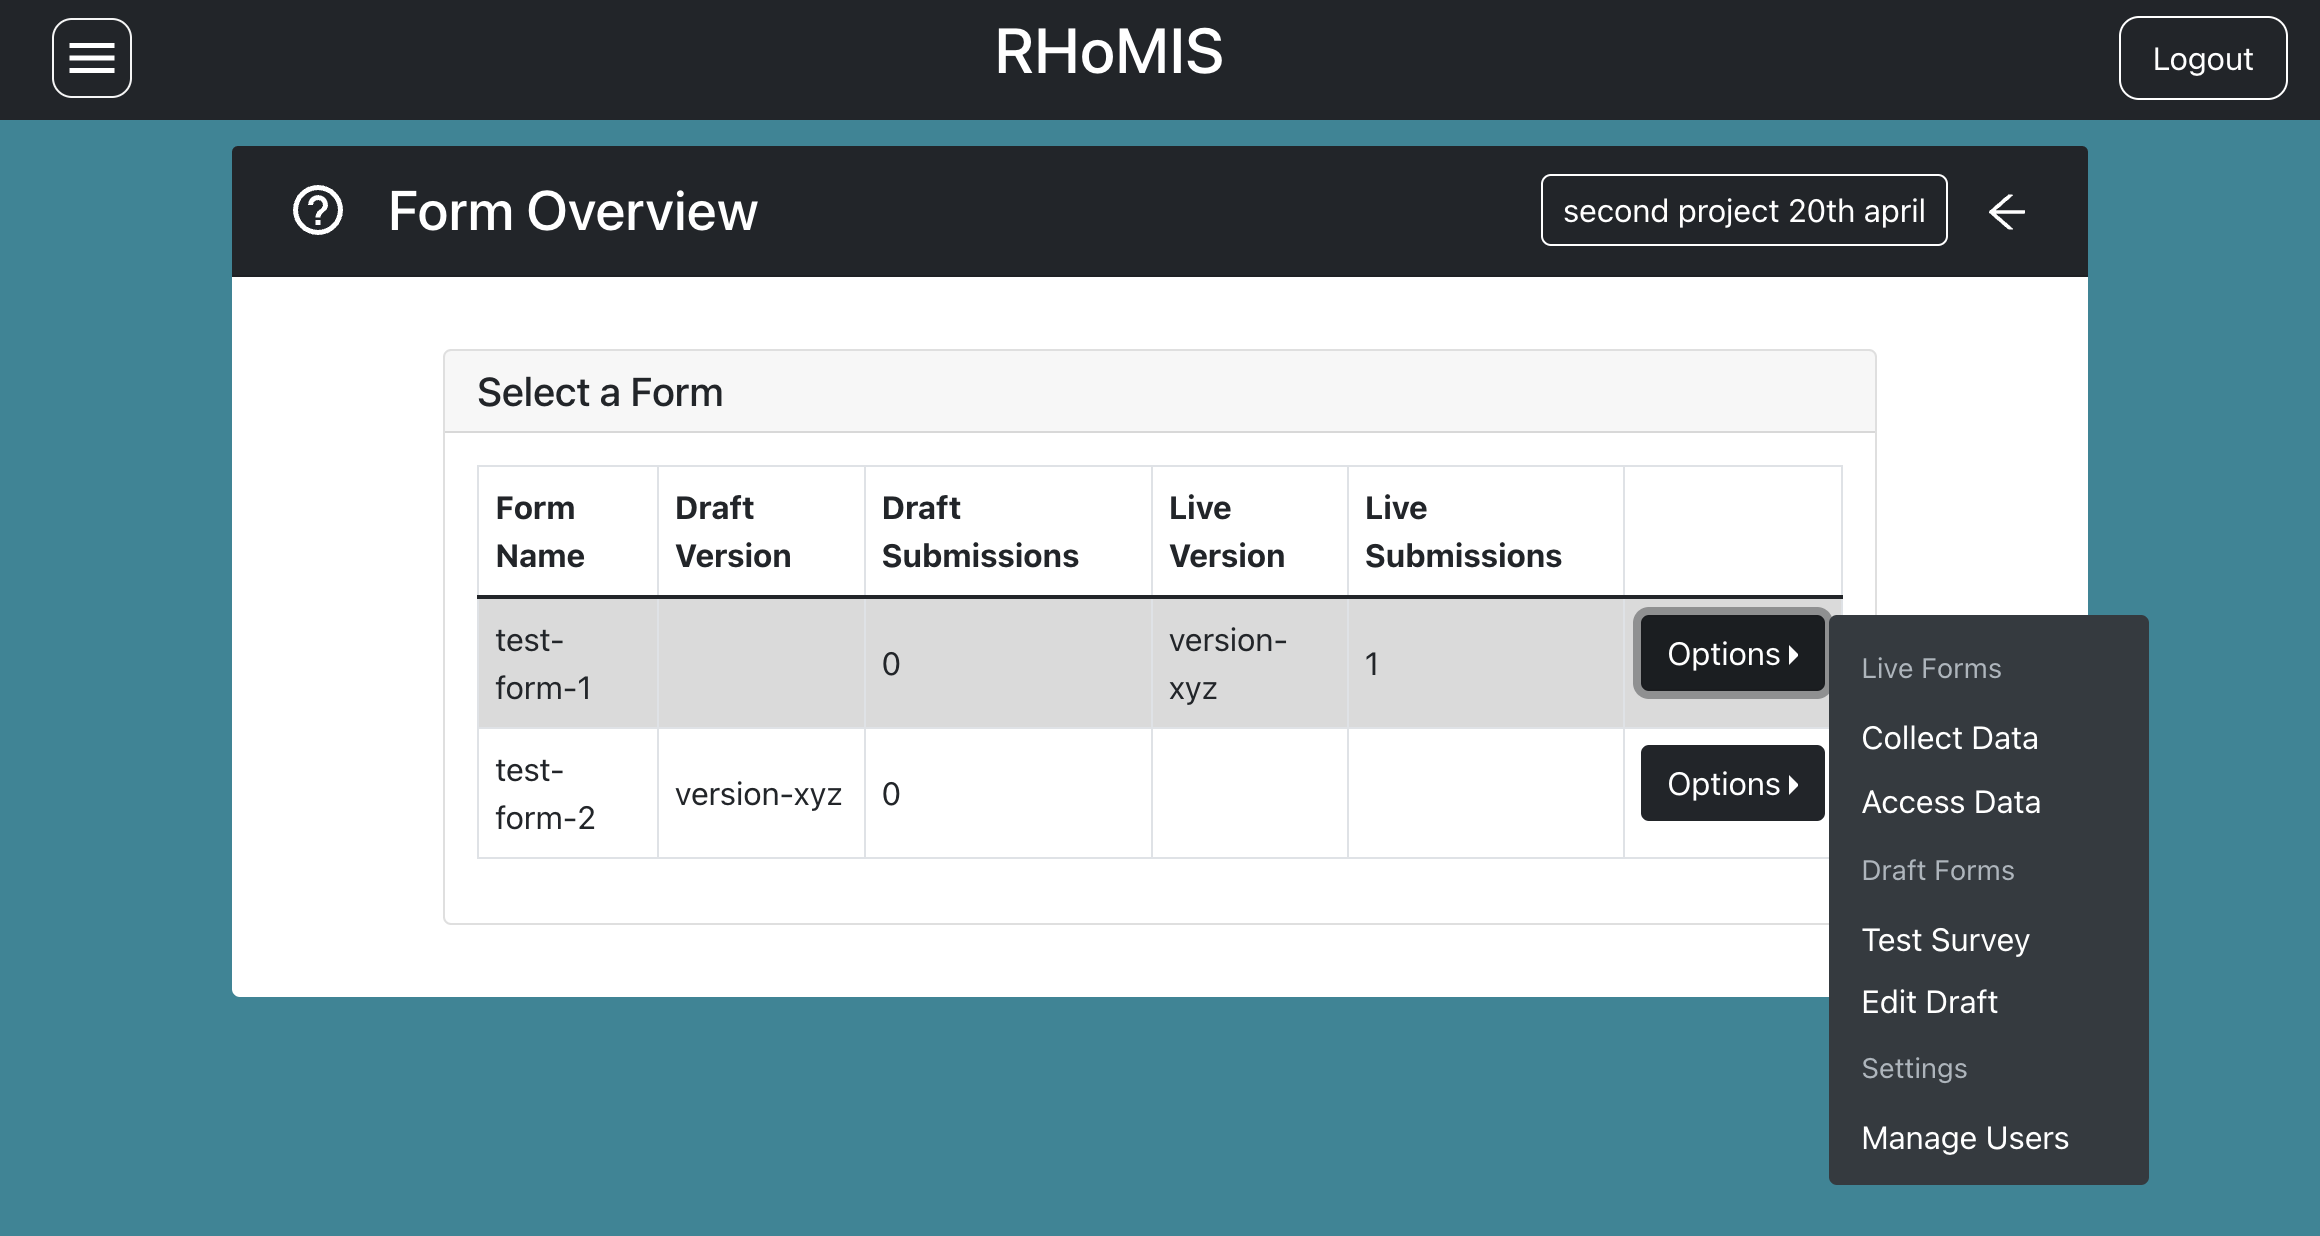 RHoMIS
Logout
Form Overview
second project 20th april
Select a Form
Form Name
Draft Version
Draft Submissions
Live Version
Live Submissions
test-form-1
0
version-xyz
1
Options
test-form-2
version-xyz
0
Options
Live Forms
Collect Data
Access Data
Draft Forms
Test Survey
Edit Draft
Settings
Manage Users